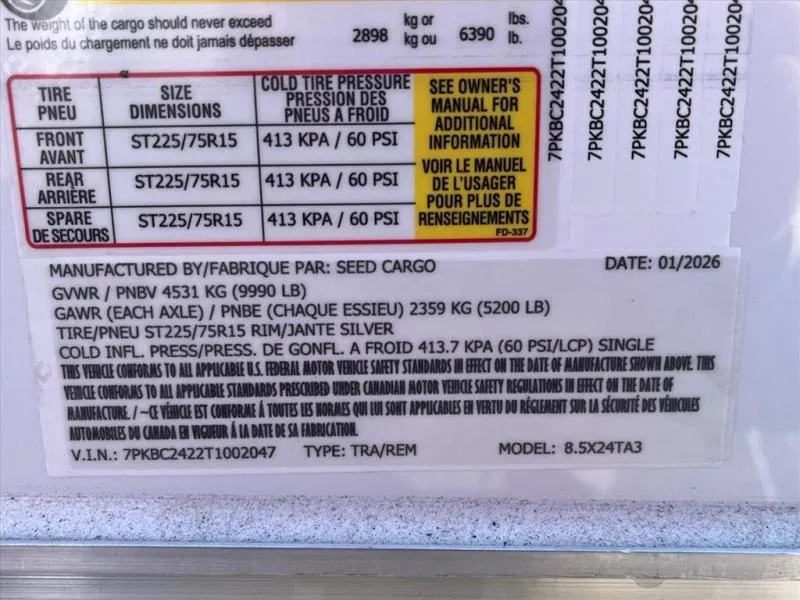 The weight of the cargo should never exceed
Le poids du chargement ne doit jamais dépasser
2898 kg or kg ou 6390 lbs. lb.
TIRE PNEU
SIZE DIMENSIONS
COLD TIRE PRESSURE PRESSION DES PNEUS A FROID
FRONT AVANT ST225/75R15 413 KPA / 60 PSI
REAR ARRIÈRE ST225/75R15 413 KPA / 60 PSI
SPARE DE SECOURS ST225/75R15 413 KPA / 60 PSI
SEE OWNER'S
MANUAL FOR
ADDITIONAL
INFORMATION
VOIR LE MANUEL
DE L'USAGER
POUR PLUS DE
RENSEIGNEMENTS
FD-337
7PKBC2422T10020
7PKBC2422T100204
7PKBC2422T100204
7PKBC2422T100204
7PKBC2422T100204
MANUFACTURED BY/FABRIQUE PAR: SEED CARGO DATE: 01/2026
GVWR / PNBV 4531 KG (9990 LB)
GAWR (EACH AXLE) / PNBE (CHAQUE ESSIEU) 2359 KG (5200 LB)
TIRE/PNEU ST225/75R15 RIM/JANTE SILVER
COLD INFL. PRESS/PRESS. DE GONFL. A FROID 413.7 KPA (60 PSI/LCP) SINGLE
THIS VEHICLE CONFORMS TO ALL APPLICABLE U.S. FEDERAL MOTOR VEHICLE SAFETY STANDARDS IN EFFECT ON THE DATE OF MANUFACTURE SHOWN ABOVE. THIS
VEHICLE CONFORMS TO ALL APPLICABLE STANDARDS PRESCRIBED UNDER CANADIAN MOTOR VEHICLE SAFETY REGULATIONS IN EFFECT ON THE DATE OF
MANUFACTURE. / ~CE VÉHICLE EST CONFORME Á TOUTES LES NORMES QUI LUI SONT APPLICABLES EN VERTU DU RÉGLEMENT SUR LA SÉCURITÉ DES VÉHICULES
AUTOMOBILES DU CANADA EN VIGUEUR Á LA DATE DE SA FABRICATION.
V.I.N.: 7PKBC2422T1002047 TYPE: TRA/REM MODEL: 8.5X24TA3